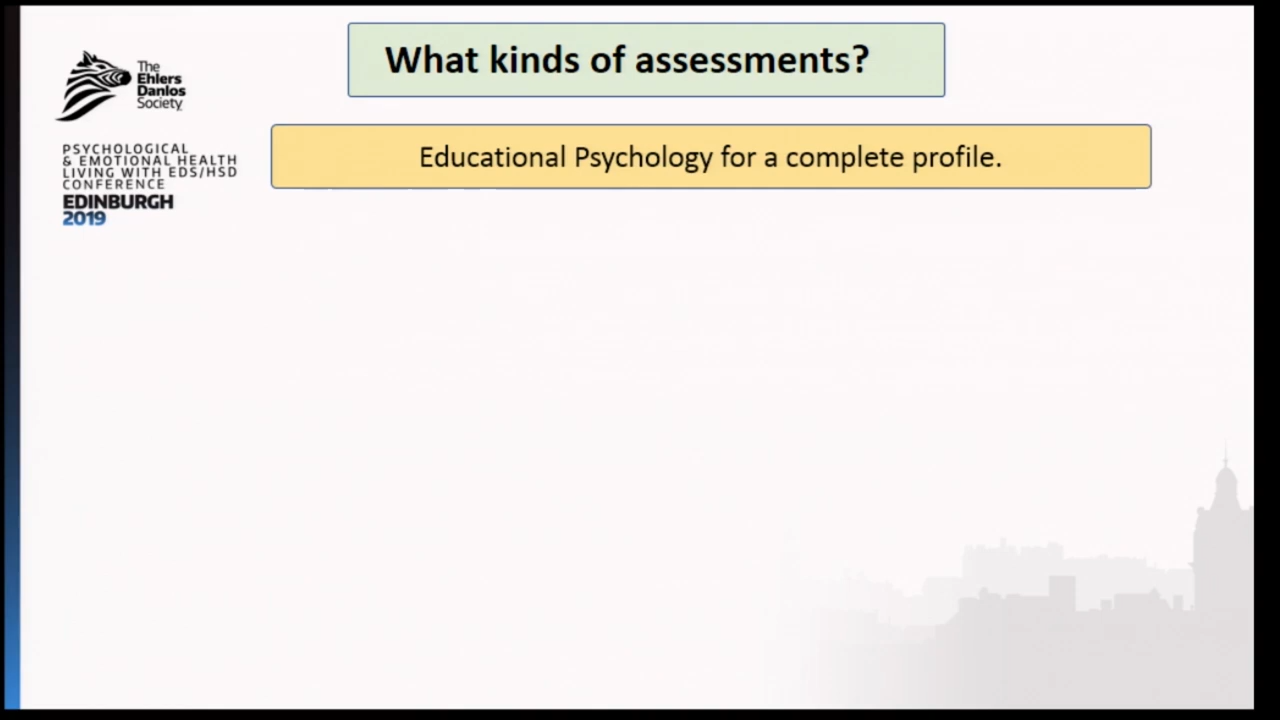 What kinds of assessments?
The
Ehlers
Danlos
Society
PSYCHOLOGICAL
& EMOTIONAL HEALTH
LIVING WITH EDS/HSD
CONFERENCE
EDINBURGH
2019
Educational Psychology for a complete profile.